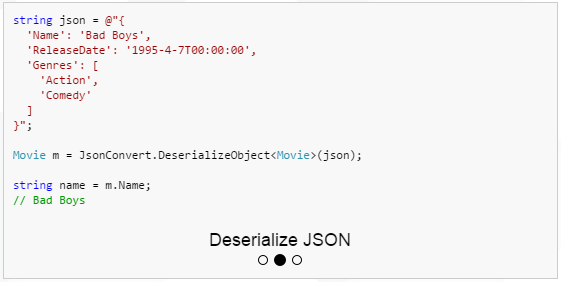 string json = @"{
  'Name': 'Bad Boys',
  'ReleaseDate': '1995-4-7T00:00:00',
  'Genres': [
    'Action',
    'Comedy'
  ]
}";
Movie m = JsonConvert.DeserializeObject<Movie>(json);
string name = m.Name;
// Bad Boys
Deserialize JSON